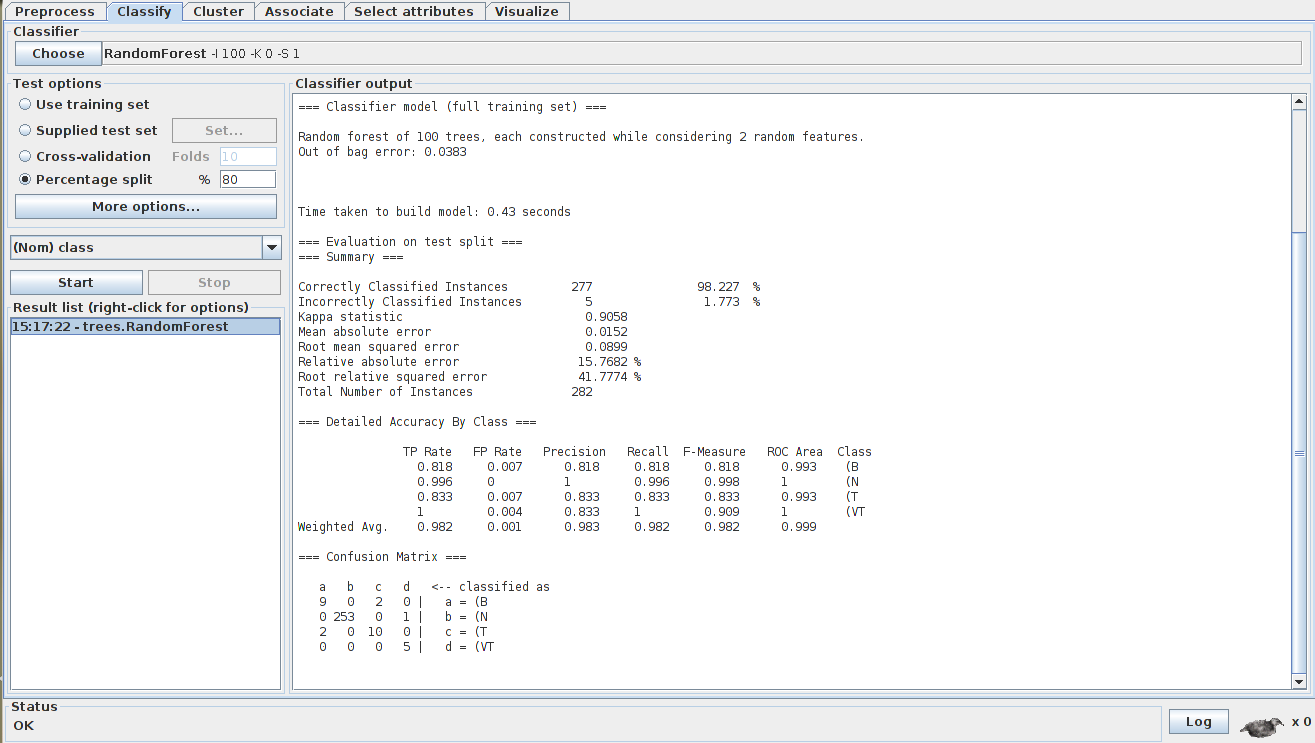 Preprocess Classify Cluster Associate Select attributes Visualize
Classifier
Choose RandomForest -I 100 -K 0 -S 1
Test options
Use training set
Supplied test set Set...
Cross-validation Folds 10
Percentage split % 80
More options...
(Nom) class
Start Stop
Result list (right-click for options)
15:17:22 - trees.RandomForest
Classifier output
=== Classifier model (full training set) ===
Random forest of 100 trees, each constructed while considering 2 random features.
Out of bag error: 0.0383
Time taken to build model: 0.43 seconds
=== Evaluation on test split ===
=== Summary ===
Correctly Classified Instances 277 98.227 %
Incorrectly Classified Instances 5 1.773 %
Kappa statistic 0.9058
Mean absolute error 0.0152
Root mean squared error 0.0899
Relative absolute error 15.7682 %
Root relative squared error 41.7774 %
Total Number of Instances 282
=== Detailed Accuracy By Class ===
TP Rate FP Rate Precision Recall F-Measure ROC Area Class
0.818 0.007 0.818 0.818 0.818 0.993 (B
0.996 0 1 0.996 0.998 1 (N
0.833 0.007 0.833 0.833 0.833 0.993 (T
1 0.004 0.833 1 0.909 1 (VT
Weighted Avg. 0.982 0.001 0.983 0.982 0.982 0.999
=== Confusion Matrix ===
a b c d <-- classified as
9 0 2 0 | a = (B
0 253 0 1 | b = (N
2 0 10 0 | c = (T
0 0 0 5 | d = (VT
Status
OK
Log x 0